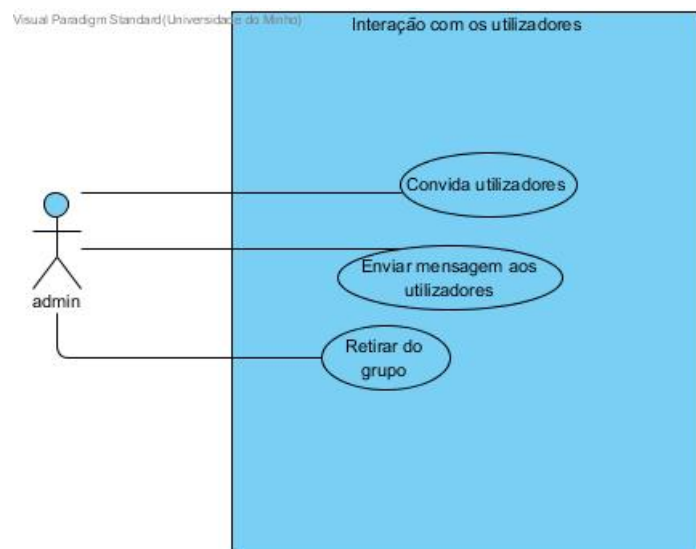 Visual Paradigm Standard(Universidade do Minho)
Interação com os utilizadores
Convida utilizadores
Enviar mensagem aos
utilizadores
admin
Retirar do
grupo